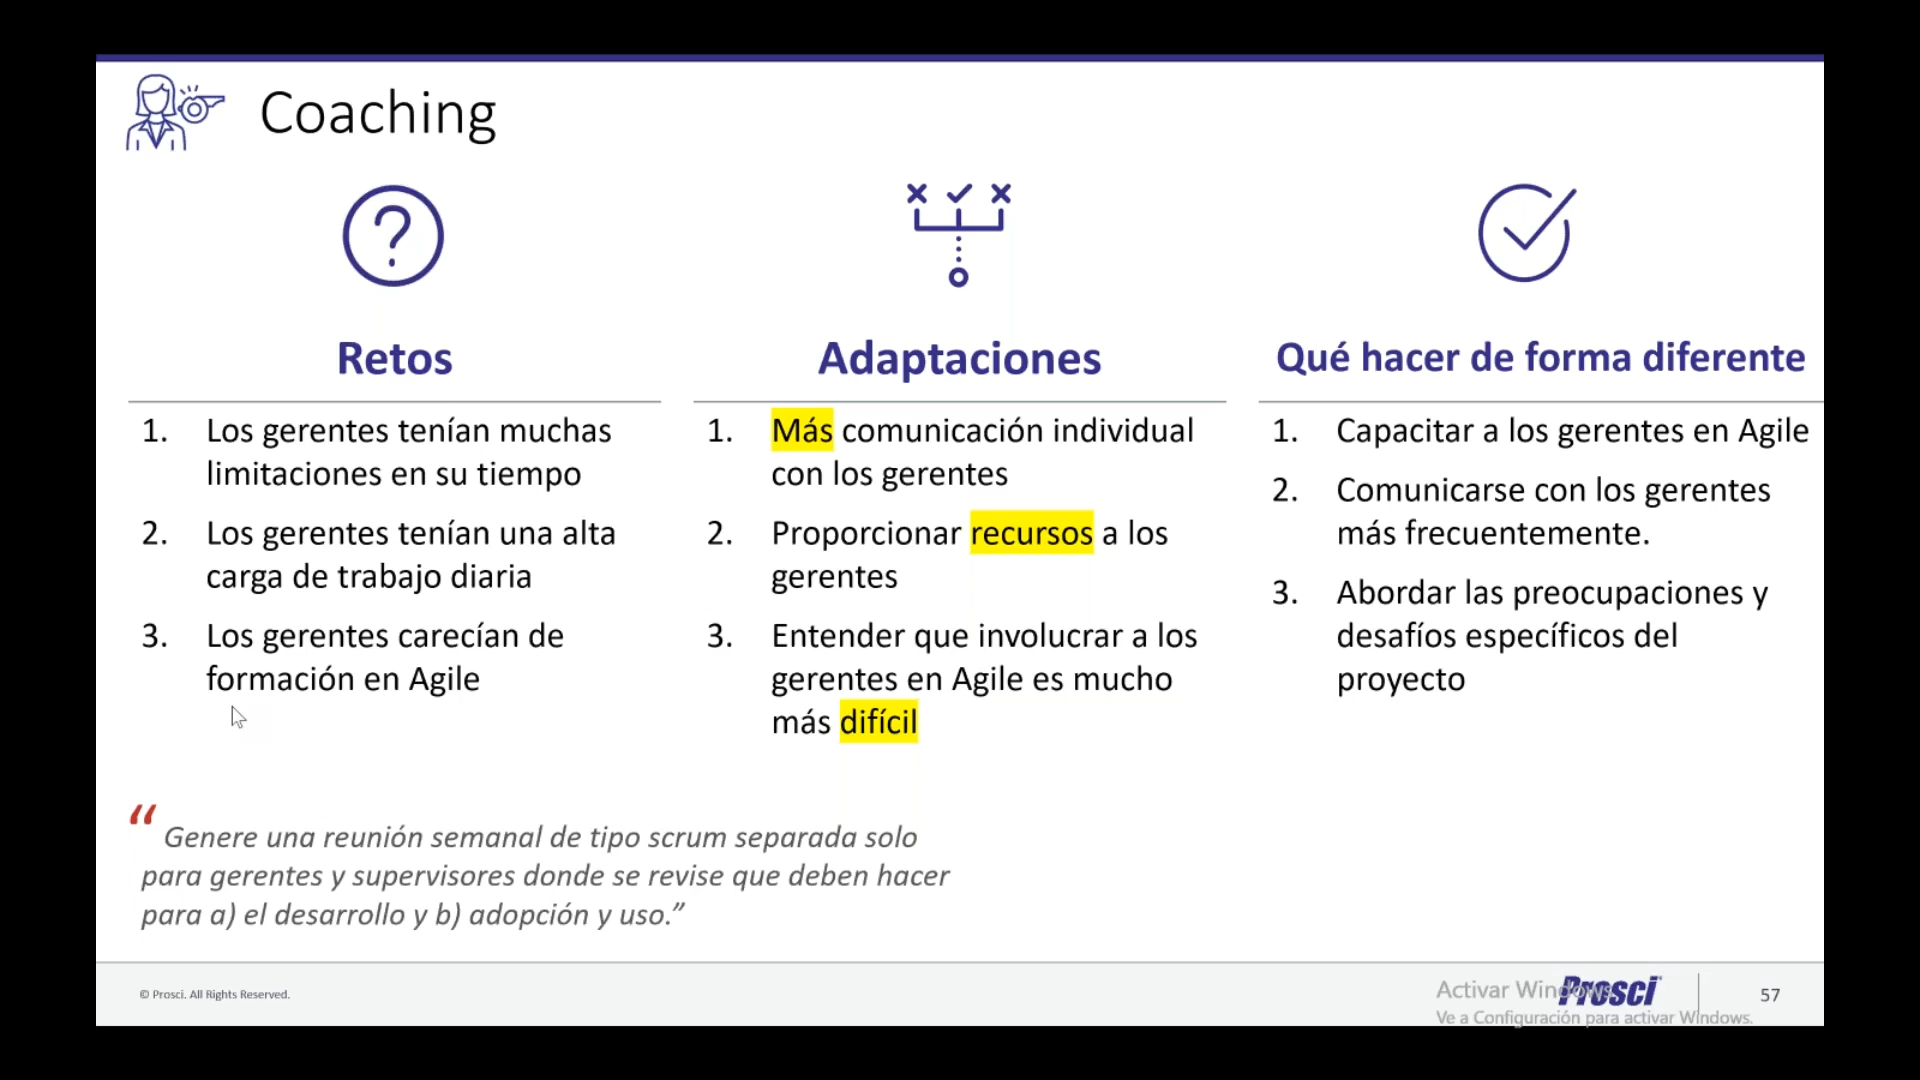 Coaching
Retos
1. Los gerentes tenían muchas
limitaciones en su tiempo
2. Los gerentes tenían una alta
carga de trabajo diaria
3. Los gerentes carecían de
formación en Agile
Adaptaciones
1. Más comunicación individual
con los gerentes
2. Proporcionar recursos a los
gerentes
3. Entender que involucrar a los
gerentes en Agile es mucho
más difícil
Qué hacer de forma diferente
1. Capacitar a los gerentes en Agile
2. Comunicarse con los gerentes
más frecuentemente.
3. Abordar las preocupaciones y
desafíos específicos del
proyecto
“ Genere una reunión semanal de tipo scrum separada solo
para gerentes y supervisores donde se revise que deben hacer
para a) el desarrollo y b) adopción y uso.”
© Prosci. All Rights Reserved.
Activar Windows
Prosci
57
Ve a Configuración para activar Windows.